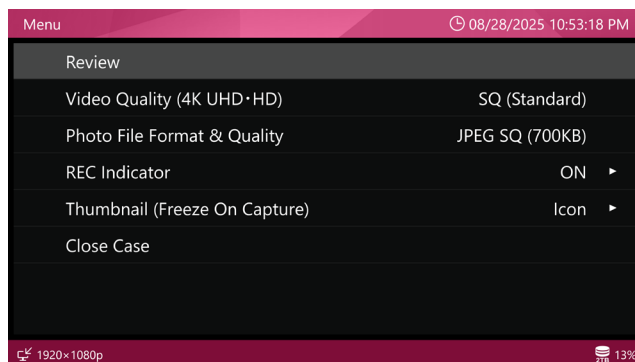 Menu 08/28/2025 10:53:18 PM
Review
Video Quality (4K UHD･HD) SQ (Standard)
Photo File Format & Quality JPEG SQ (700KB)
REC Indicator ON ►
Thumbnail (Freeze On Capture) Icon ►
Close Case
1920×1080p 2TB 13%